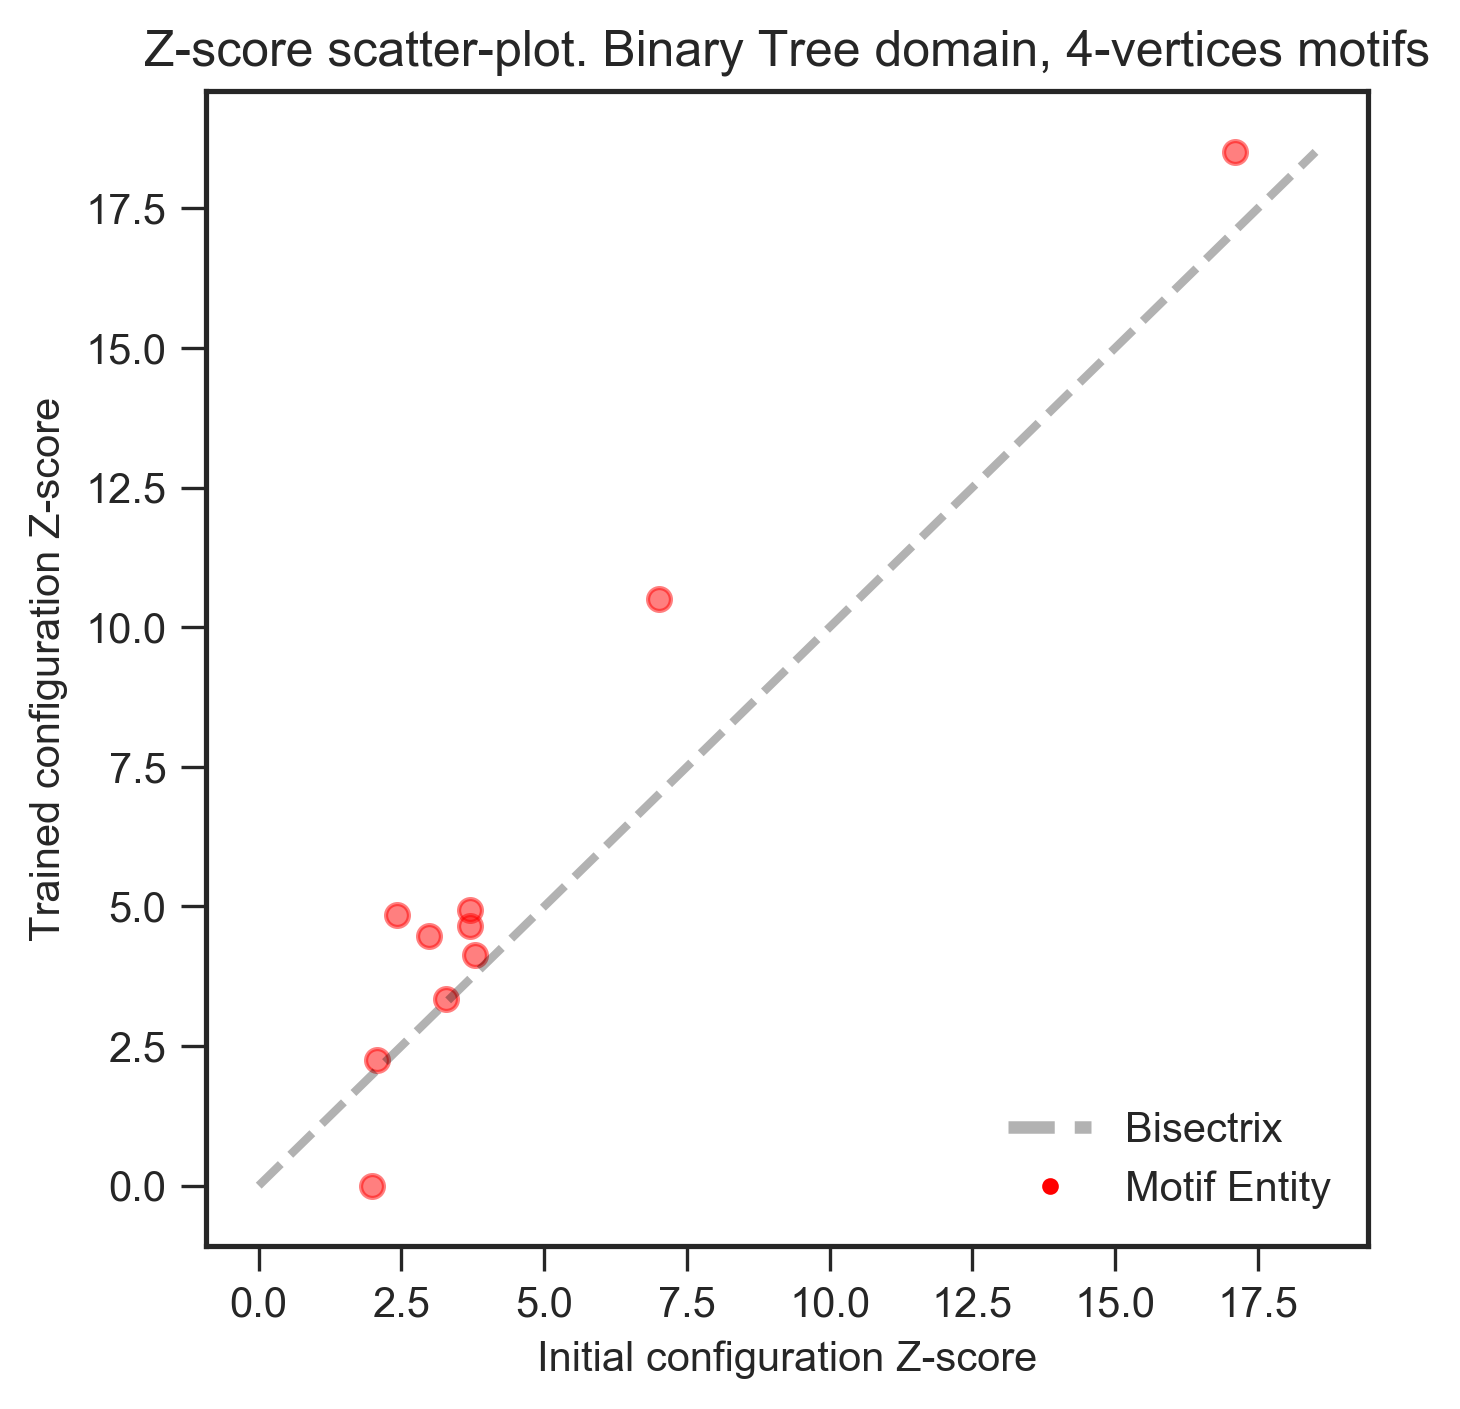 Z-score scatter-plot. Binary Tree domain, 4-vertices motifs
Trained configuration Z-score
17.5
15.0
12.5
10.0
7.5
5.0
2.5
0.0
Bisectrix
Motif Entity
0.0 2.5 5.0 7.5 10.0 12.5 15.0 17.5
Initial configuration Z-score